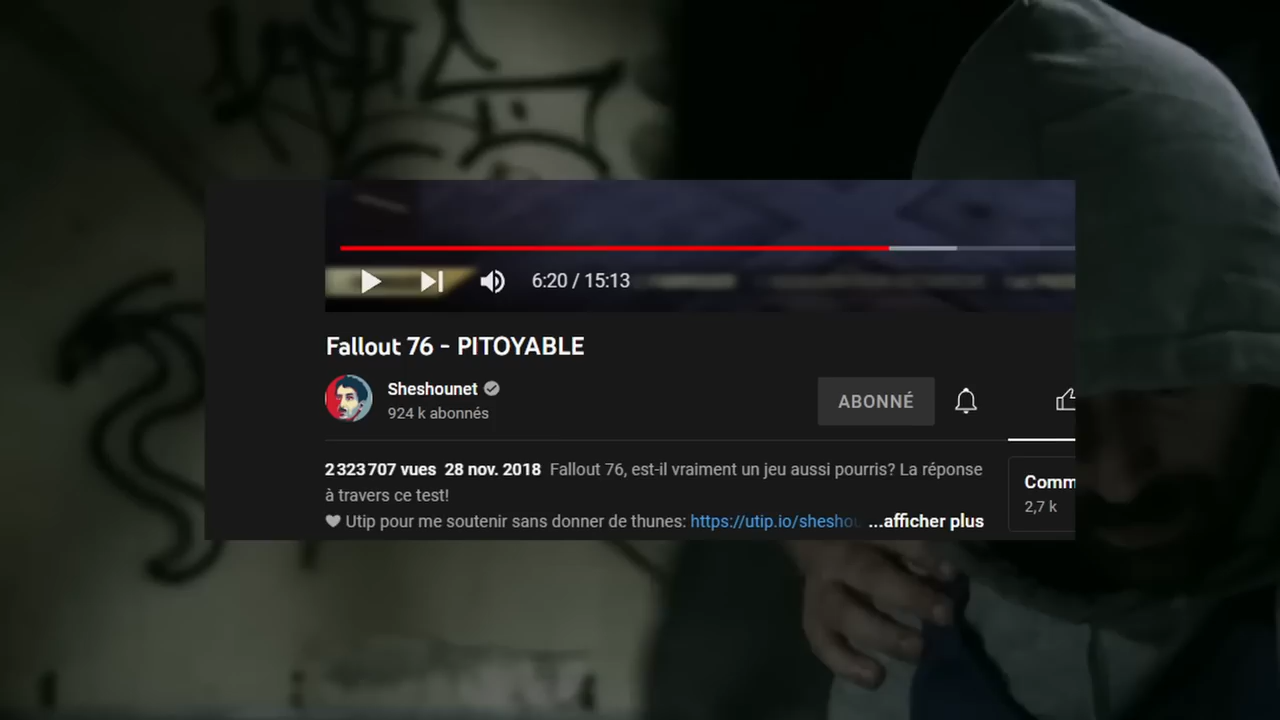 6:20 / 15:13
Fallout 76 - PITOYABLE
Sheshounet
924 k abonnés
ABONNÉ
2 323 707 vues 28 nov. 2018 Fallout 76, est-il vraiment un jeu aussi pourris? La réponse
à travers ce test!
Utip pour me soutenir sans donner de thunes: https://utip.io/shesho ...afficher plus
Comm
2,7 k